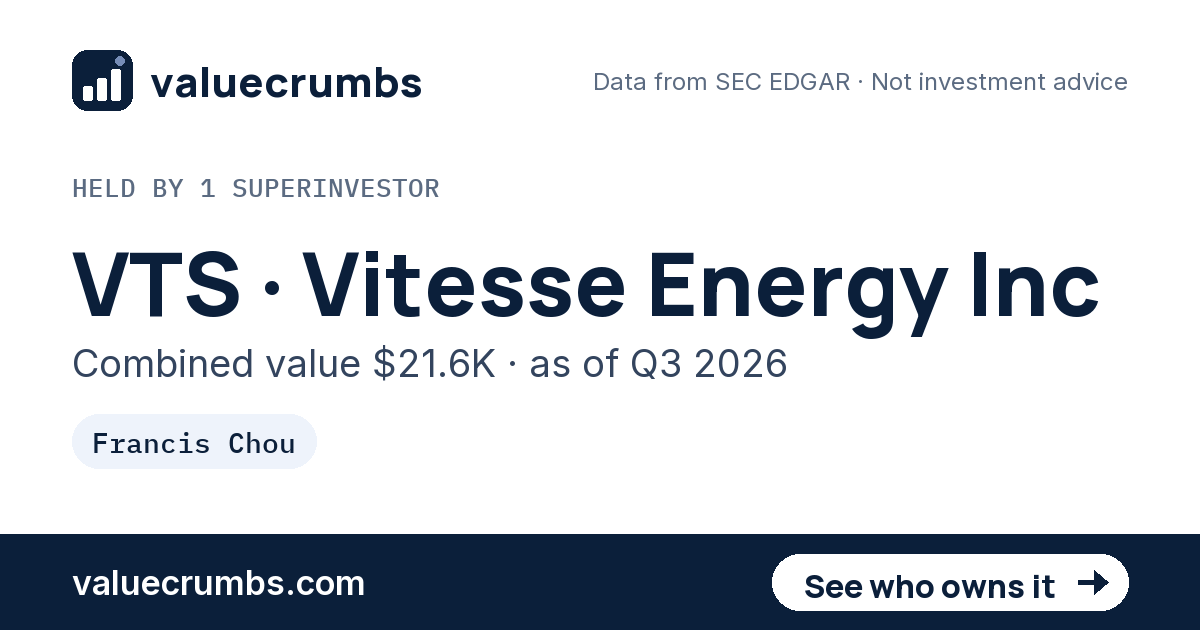 valuecrumbs
Data from SEC EDGAR · Not investment advice
HELD BY 1 SUPERINVESTOR
VTS · Vitesse Energy Inc
Combined value $21.6K · as of Q3 2026
Francis Chou
valuecrumbs.com
See who owns it →